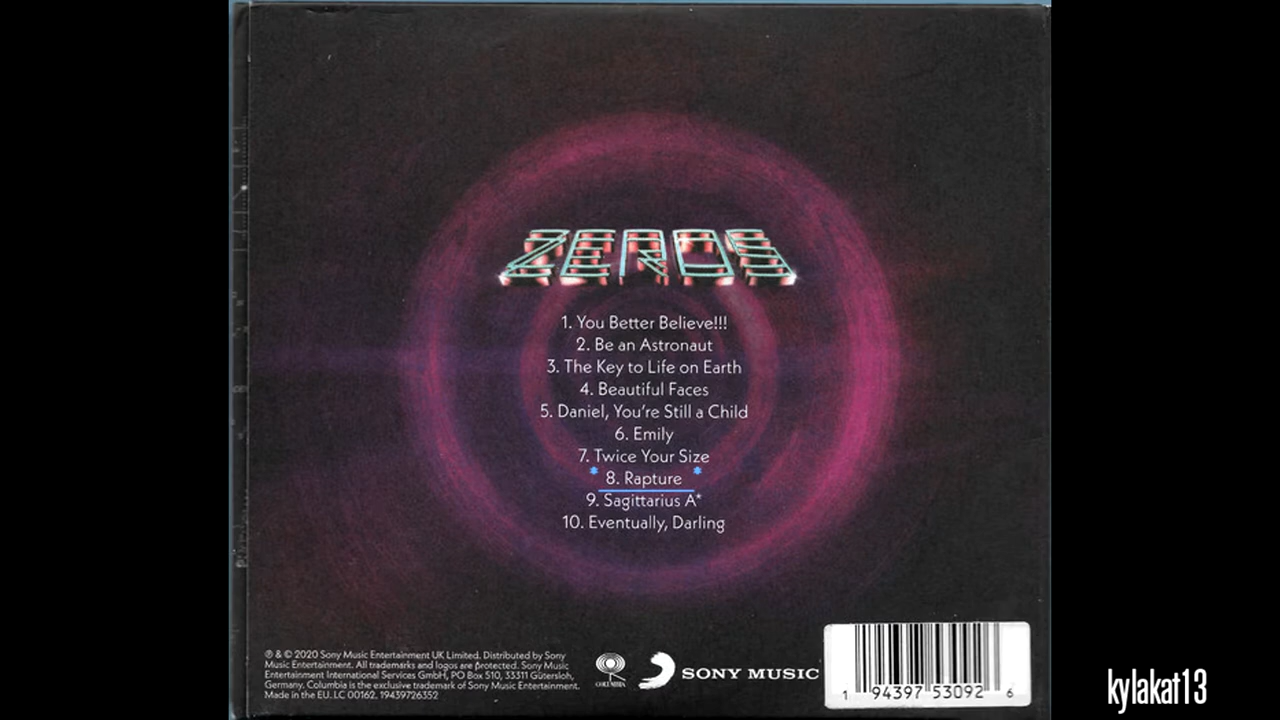 ZEROS
1. You Better Believe!!!
2. Be an Astronaut
3. The Key to Life on Earth
4. Beautiful Faces
5. Daniel, You're Still a Child
6. Emily
7. Twice Your Size
* 8. Rapture *
9. Sagittarius A*
10. Eventually, Darling
℗ & © 2020 Sony Music Entertainment UK Limited. Distributed by Sony
Music Entertainment. All trademarks and logos are protected. Sony Music
Entertainment International Services GmbH, PO Box 510, 33311 Gütersloh,
Germany. Columbia is the exclusive trademark of Sony Music Entertainment.
Made in the EU. LC 00162. 19439726352
COLUMBIA
SONY MUSIC
1 94397 53092 6
kylakat13